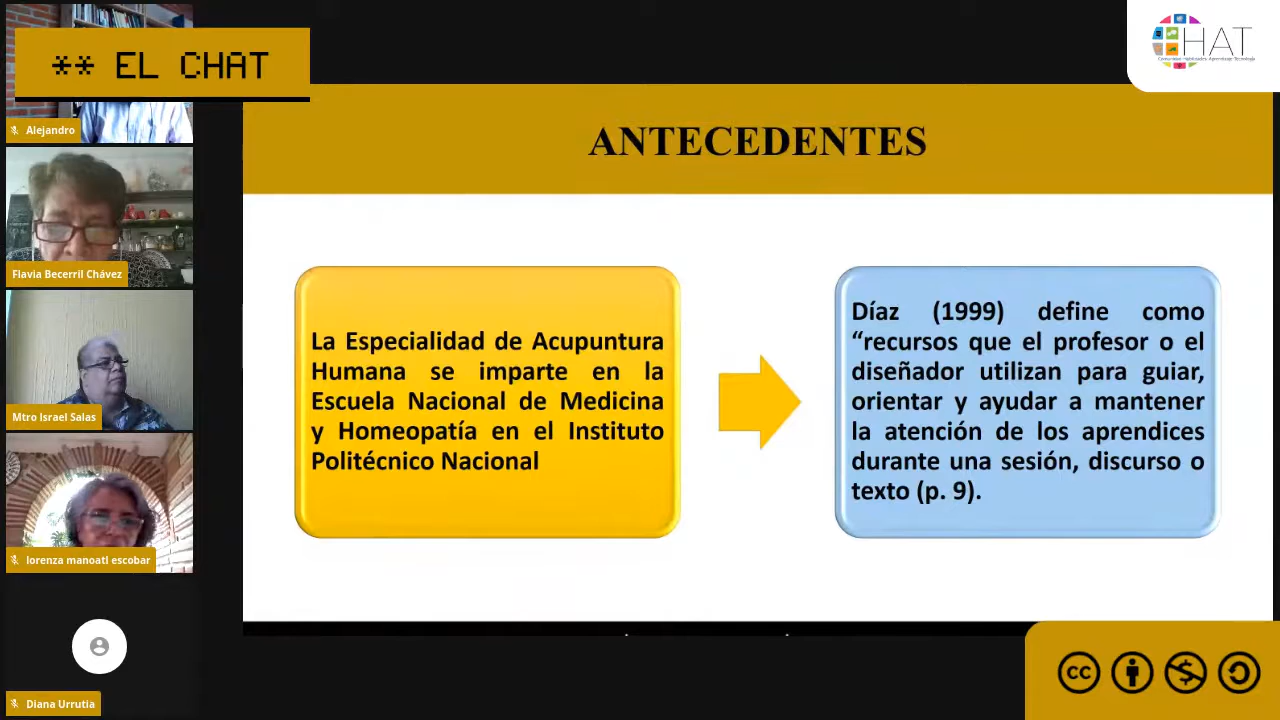 ** EL CHAT
HAT
Alejandro
Flavia Becerril Chávez
Mtro Israel Salas
lorenza manoatl escobar
Diana Urrutia
ANTECEDENTES
La Especialidad de Acupuntura
Humana se imparte en la
Escuela Nacional de Medicina
y Homeopatía en el Instituto
Politécnico Nacional
Díaz (1999) define como
“recursos que el profesor o el
diseñador utilizan para guiar,
orientar y ayudar a mantener
la atención de los aprendices
durante una sesión, discurso o
texto (p. 9).
cc